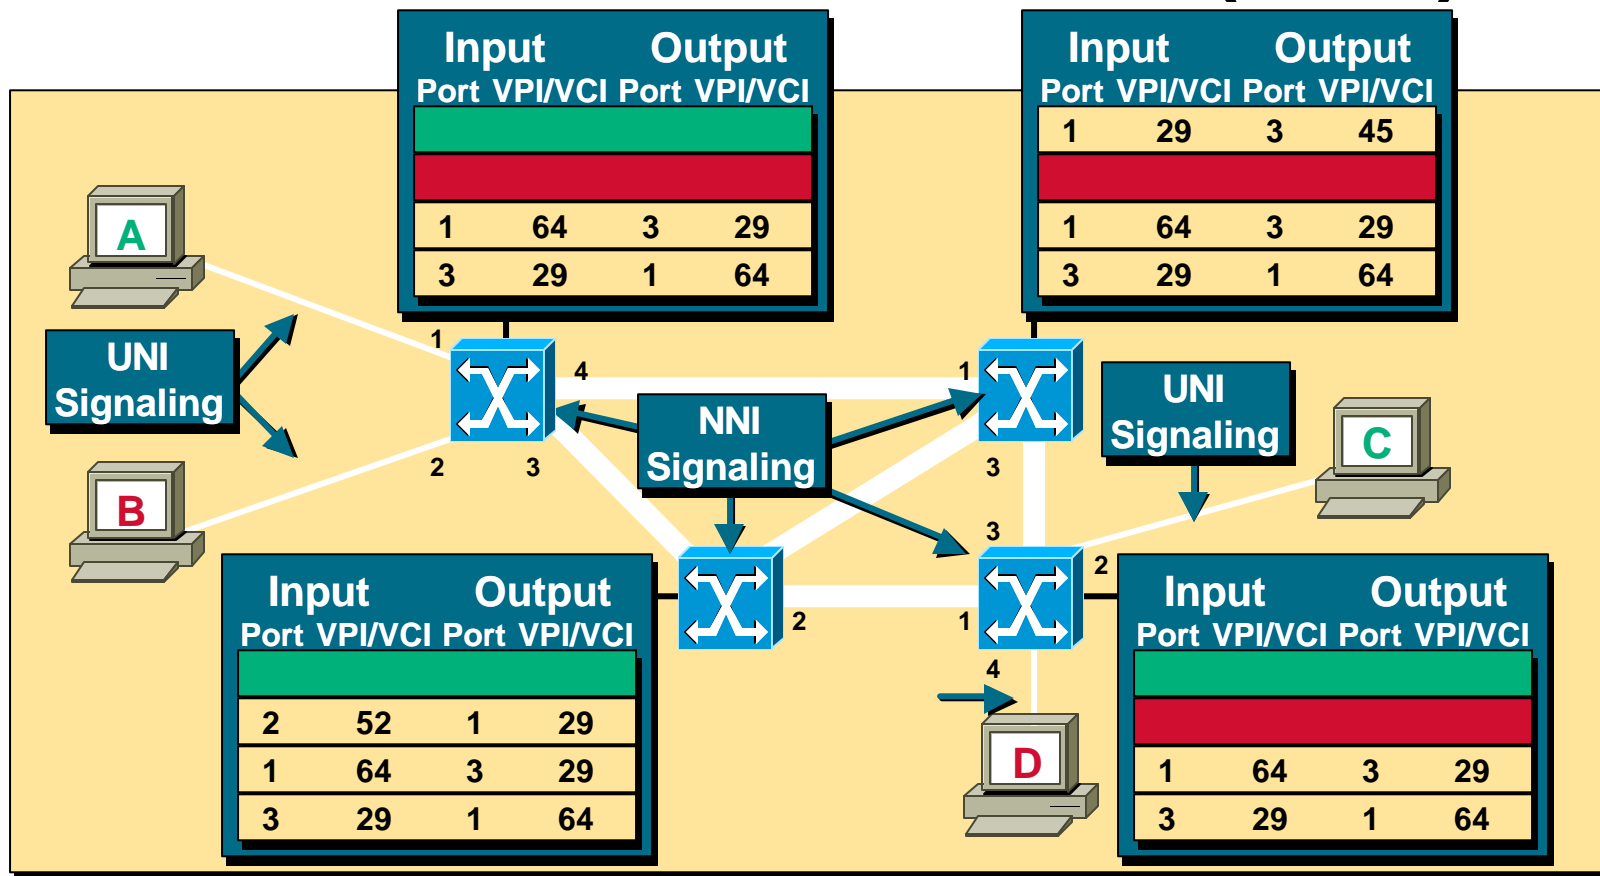 Input Output
Port VPI/VCI Port VPI/VCI
1 64 3 29
3 29 1 64
Input Output
Port VPI/VCI Port VPI/VCI
1 29 3 45
1 64 3 29
3 29 1 64
A
UNI
Signaling
B
1
4
2
3
NNI
Signaling
1
3
UNI
Signaling
C
3
2
1
4
2
D
Input Output
Port VPI/VCI Port VPI/VCI
2 52 1 29
1 64 3 29
3 29 1 64
Input Output
Port VPI/VCI Port VPI/VCI
1 64 3 29
3 29 1 64